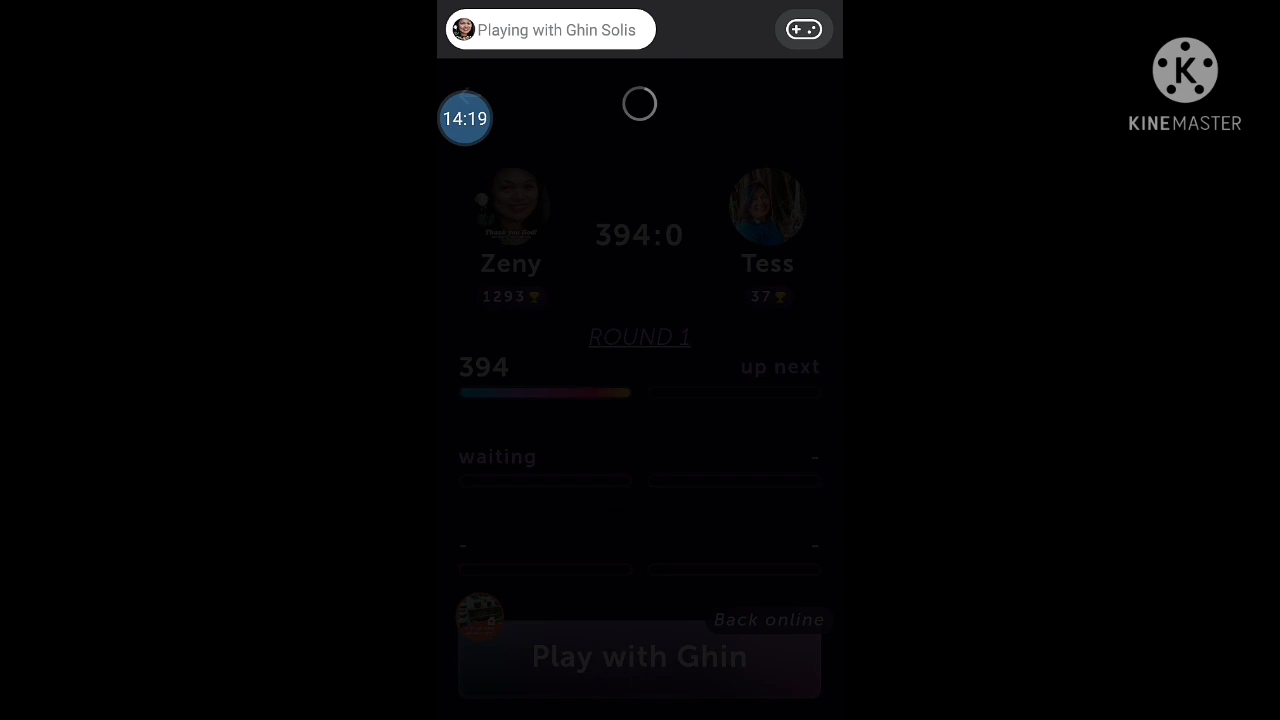 Playing with Ghin Solis
K
KINEMASTER
14:19
394:0
Zeny
Tess
1293
37
ROUND 1
394
up next
waiting
-
-
-
Back online
Play with Ghin